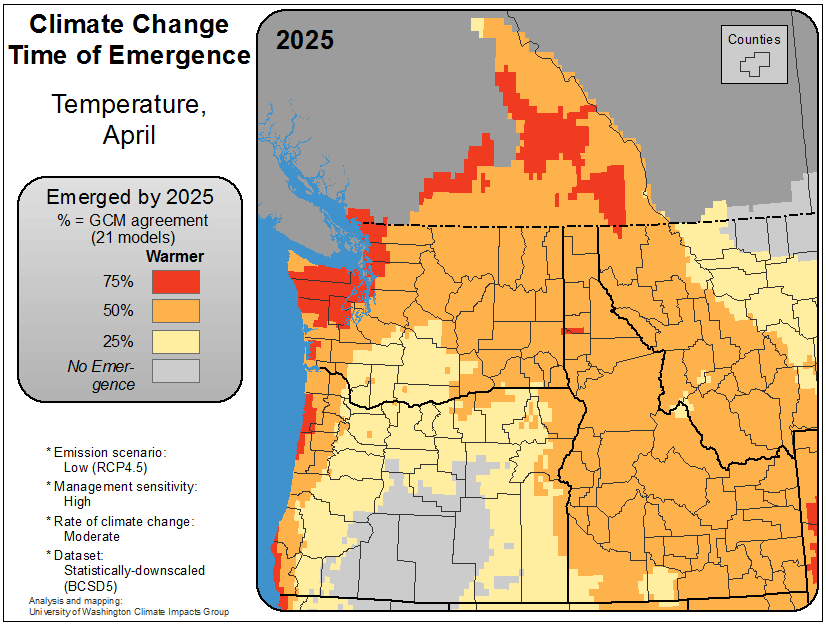 Climate Change
Time of Emergence
Temperature,
April
Emerged by 2025
% = GCM agreement
(21 models)
Warmer
75%
50%
25%
No Emer-
gence
* Emission scenario:
Low (RCP4.5)
* Management sensitivity:
High
* Rate of climate change:
Moderate
* Dataset:
Statistically-downscaled
(BCSD5)
Analysis and mapping:
University of Washington Climate Impacts Group
2025
Counties